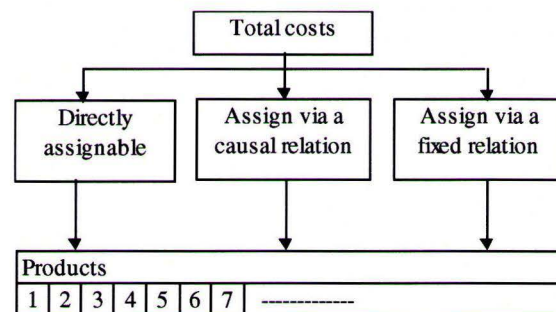 Total costs
Directly
assignable
Assign via a
causal relation
Assign via a
fixed relation
Products
1 2 3 4 5 6 7 -------------